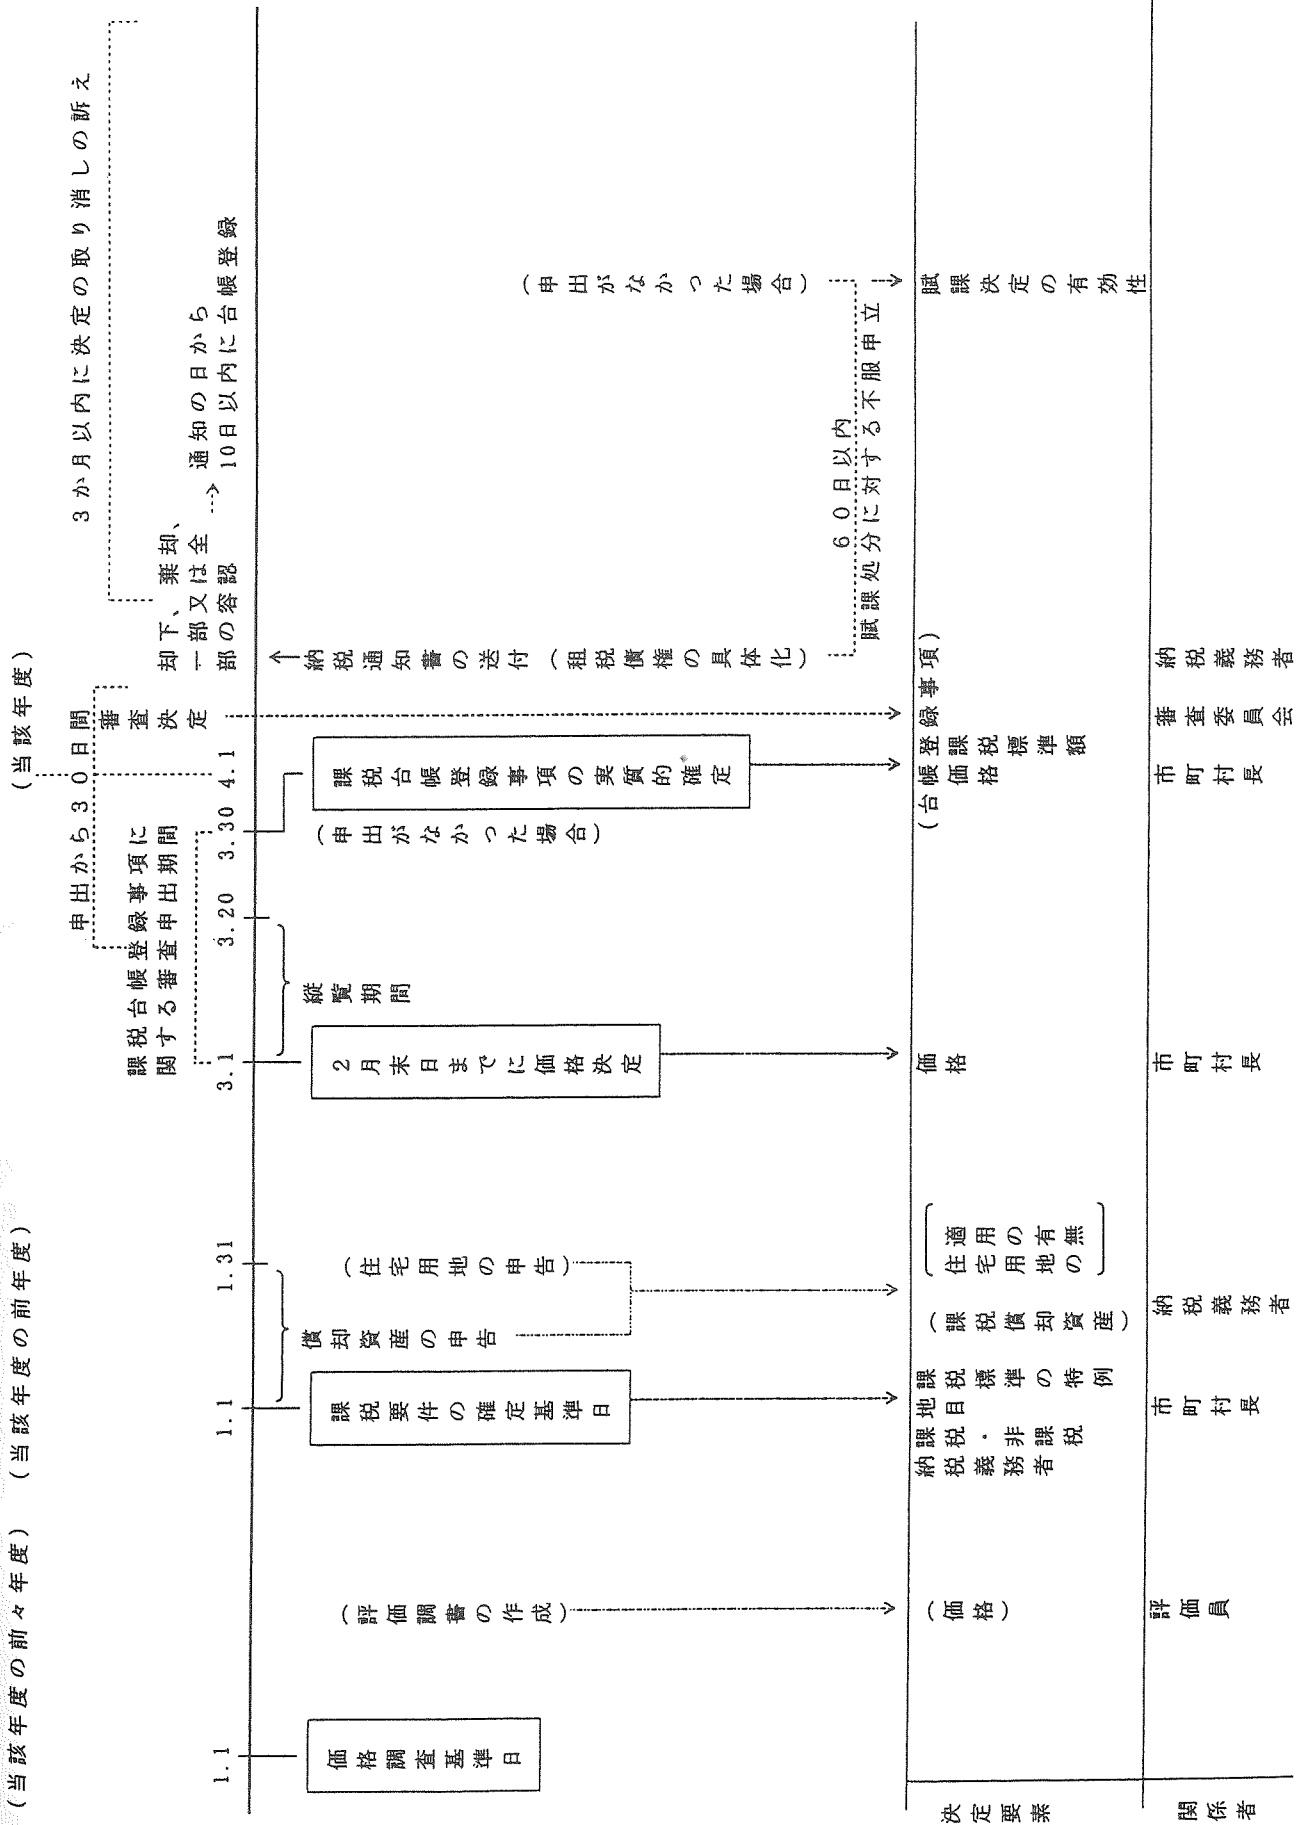 (当該年度の前々年度)
(当該年度の前年度)
(当該年度)
3か月以内に決定の取り消しの訴え
申出から30日間
審査決定
却下、棄却、
一部又は全
部の容認
通知の日から
10日以内に台帳登録
課税台帳登録事項に
関する審査申出期間
1.1
1.1
1.31
3.1
3.20
3.30
4.1
価格調査基準日
(評価調書の作成)
課税要件の確定基準日
償却資産の申告
(住宅用地の申告)
2月末日までに価格決定
縦覧期間
(申出がなかった場合)
課税台帳登録事項の実質的確定
納税通知書の送付(租税債権の具体化)
60日以内
賦課処分に対する不服申立
(申出がなかった場合)
決定要素
(価格)
納税義務者
課税・非課税
地目
課税標準の特例
(課税償却資産)
住宅用地の
適用の有無
価格
(台帳登録事項)
価格
課税標準額
賦課決定の有効性
関係者
評価員
市町村長
納税義務者
市町村長
市町村長
審査委員会
納税義務者